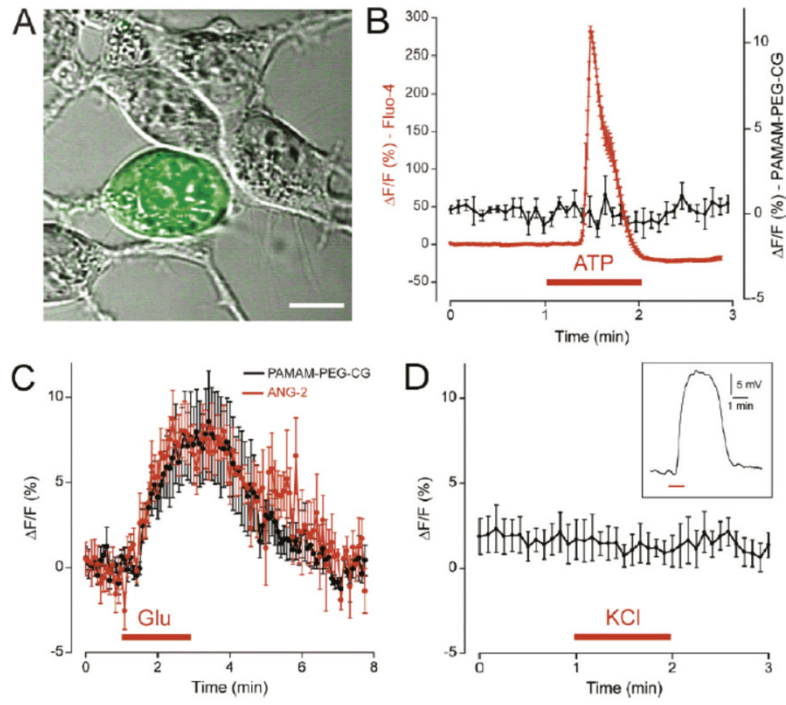 A
B
ΔF/F (%) - Fluo-4
300
250
200
150
100
50
0
-50
ΔF/F (%) - PAMAM-PEG-CG
10
5
0
-5
ATP
0
1
2
3
Time (min)
C
PAMAM-PEG-CG
ANG-2
ΔF/F (%)
10
5
0
-5
Glu
0
2
4
6
8
Time (min)
D
5 mV
1 min
ΔF/F (%)
10
5
0
-5
KCl
0
1
2
3
Time (min)